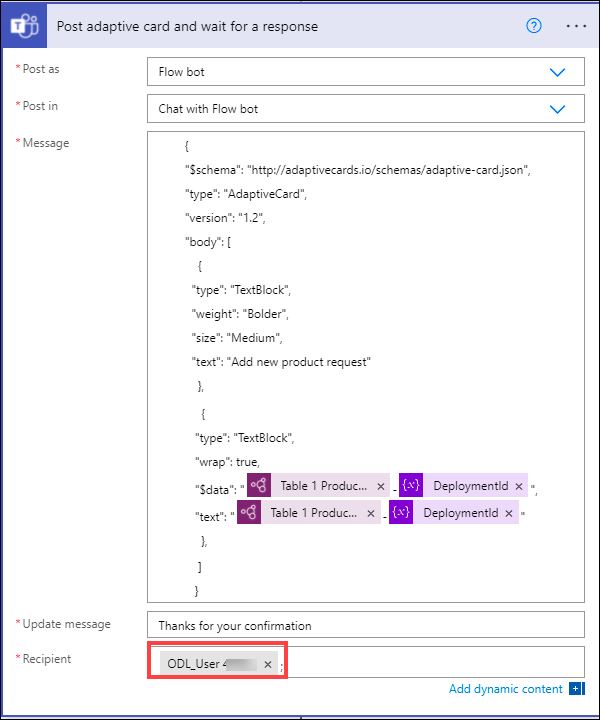 Post adaptive card and wait for a response
* Post as
Flow bot
* Post in
Chat with Flow bot
* Message
{
"$schema": "http://adaptivecards.io/schemas/adaptive-card.json",
"type": "AdaptiveCard",
"version": "1.2",
"body": [
{
"type": "TextBlock",
"weight": "Bolder",
"size": "Medium",
"text": "Add new product request"
},
{
"type": "TextBlock",
"wrap": true,
"$data": " Table 1 Produc... × - {x} DeploymentId × ",
"text": " Table 1 Produc... × - {x} DeploymentId × "
},
]
}
* Update message
Thanks for your confirmation
* Recipient
ODL_User × ;
Add dynamic content